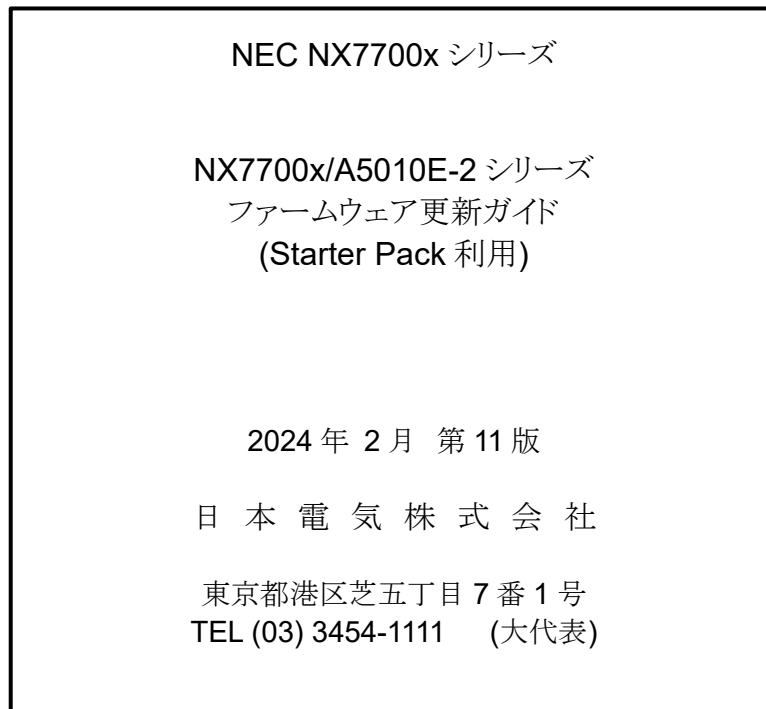 NEC NX7700x シリーズ
NX7700x/A5010E-2 シリーズ
ファームウェア更新ガイド
(Starter Pack 利用)
2024 年 2 月 第 11 版
日 本 電 気 株 式 会 社
東京都港区芝五丁目 7 番 1 号
TEL (03) 3454-1111 (大代表)